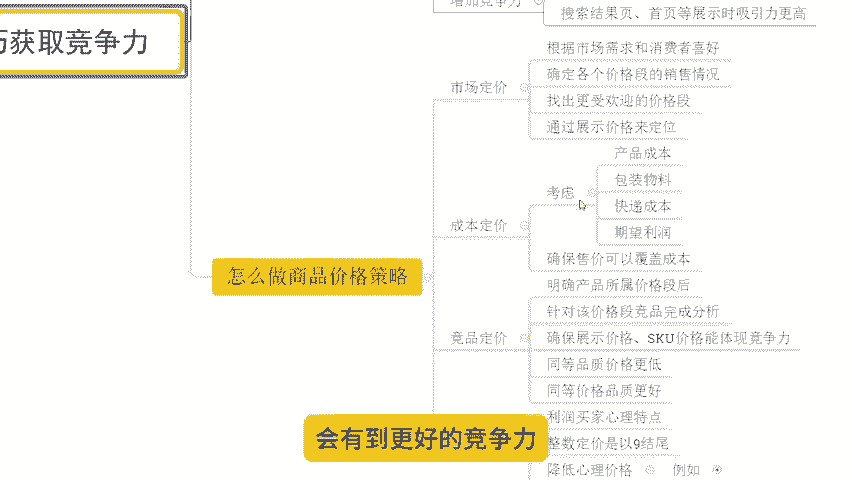 增加竞争力
搜索结果页、首页等展示时吸引力更高
历获取竞争力
根据市场需求和消费者喜好
市场定价
确定各个价格段的销售情况
找出更受欢迎的价格段
通过展示价格来定位
产品成本
包装物料
考虑
快递成本
成本定价
期望利润
确保售价可以覆盖成本
怎么做商品价格策略
明确产品所属价格段后
针对该价格段竞品完成分析
竞品定价
确保展示价格、SKU价格能体现竞争力
同等品质价格更低
同等价格品质更好
利润买家心理特点
会有到更好的竞争力
整数定价是以9结尾
降低心理价格
例如